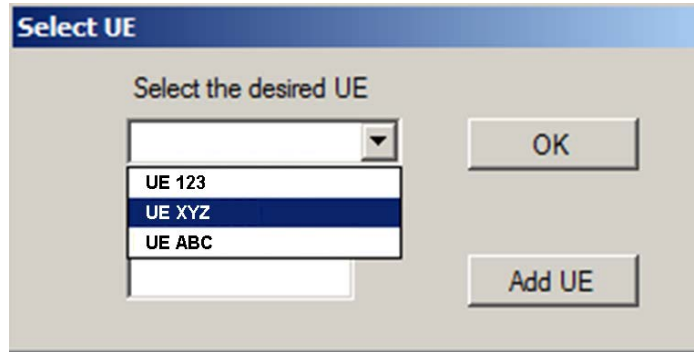 Select UE
Select the desired UE
OK
UE 123
UE XYZ
UE ABC
Add UE